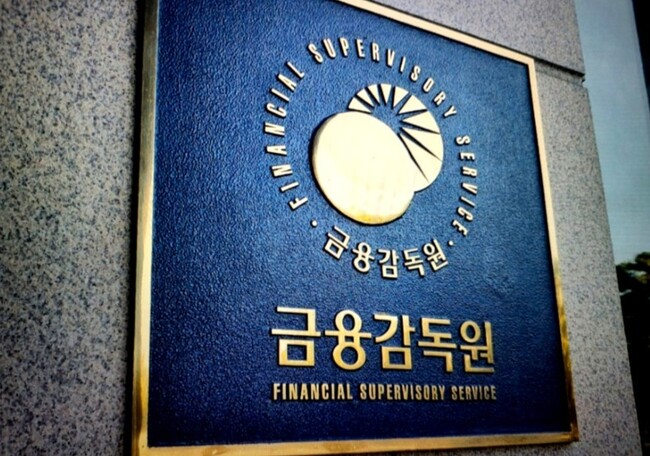 · FINANCIAL SUPERVISORY SERVICE ·
금융감독원
금융감독원
FINANCIAL SUPERVISORY SERVICE